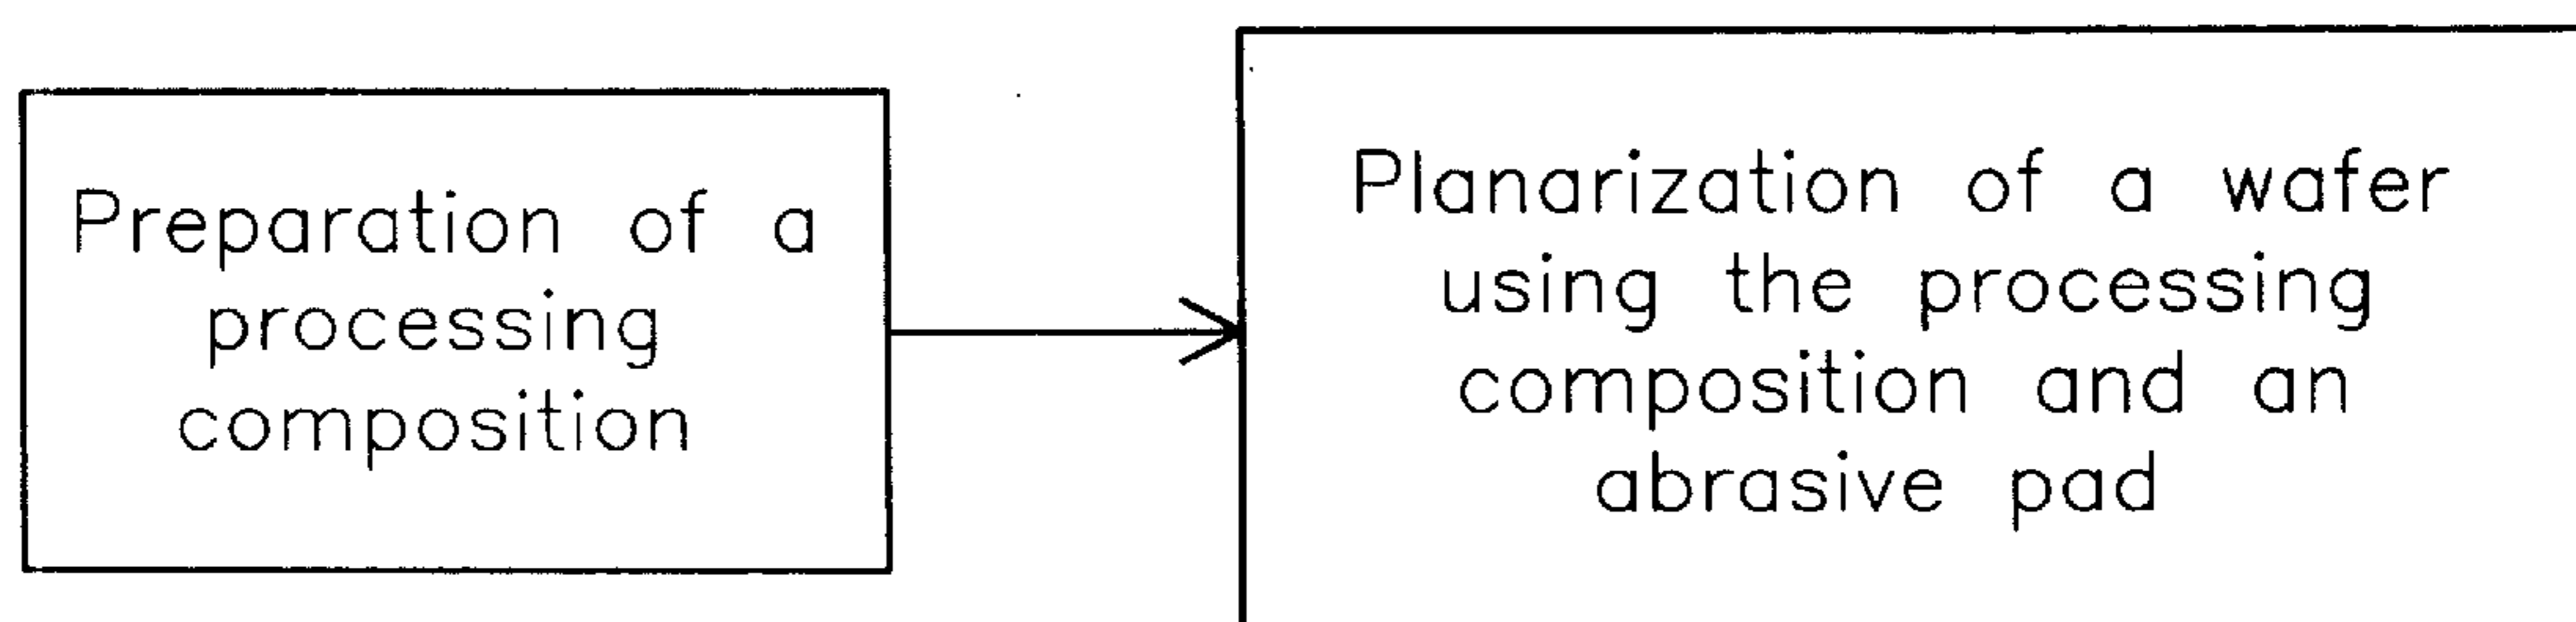 Preparation of a
processing
composition
Planarization of a wafer
using the processing
composition and an
abrasive pad